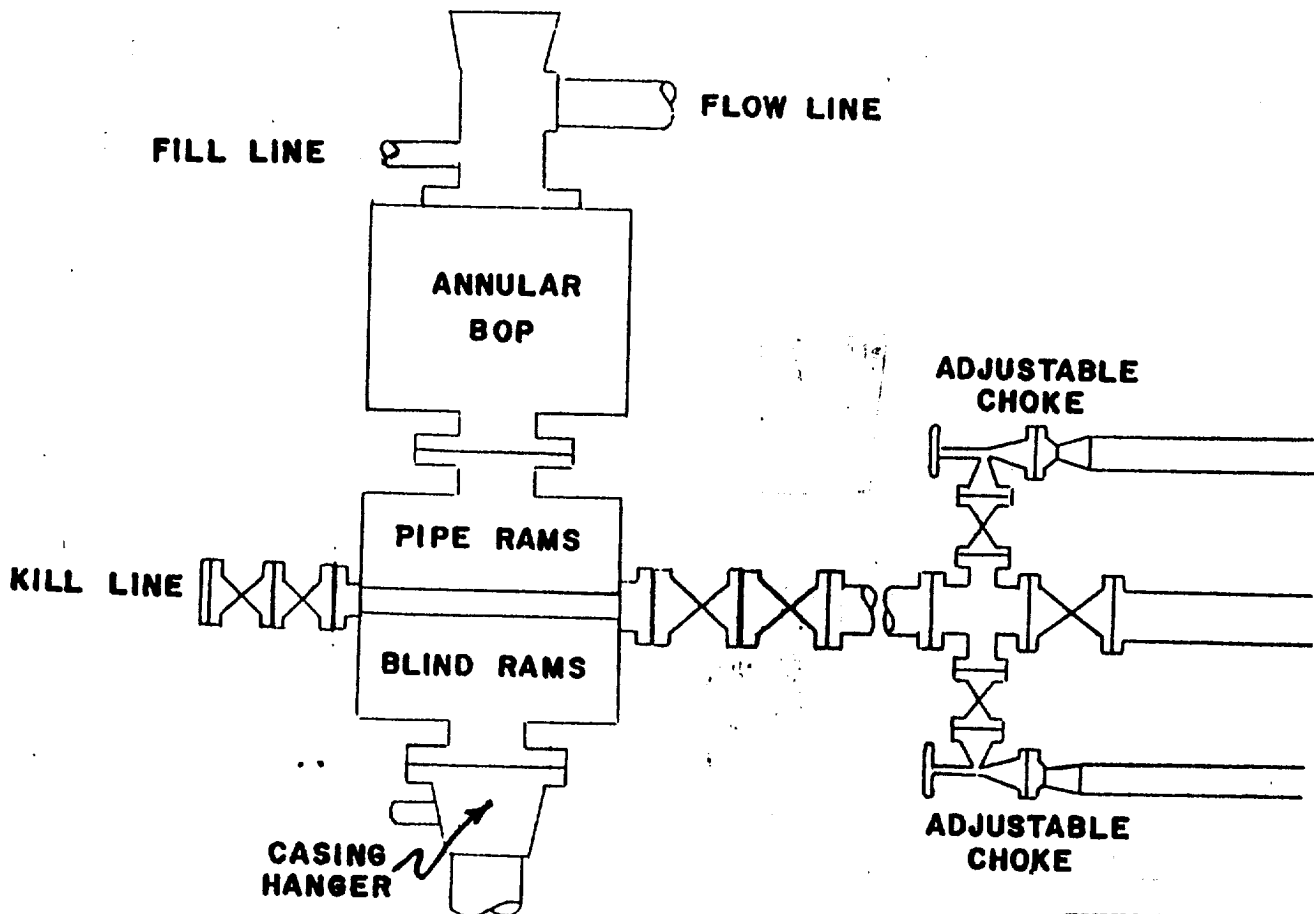 FLOW LINE
FILL LINE
ANNULAR
BOP
ADJUSTABLE
CHOKE
PIPE RAMS
KILL LINE
BLIND RAMS
CASING
HANGER
ADJUSTABLE
CHOKE